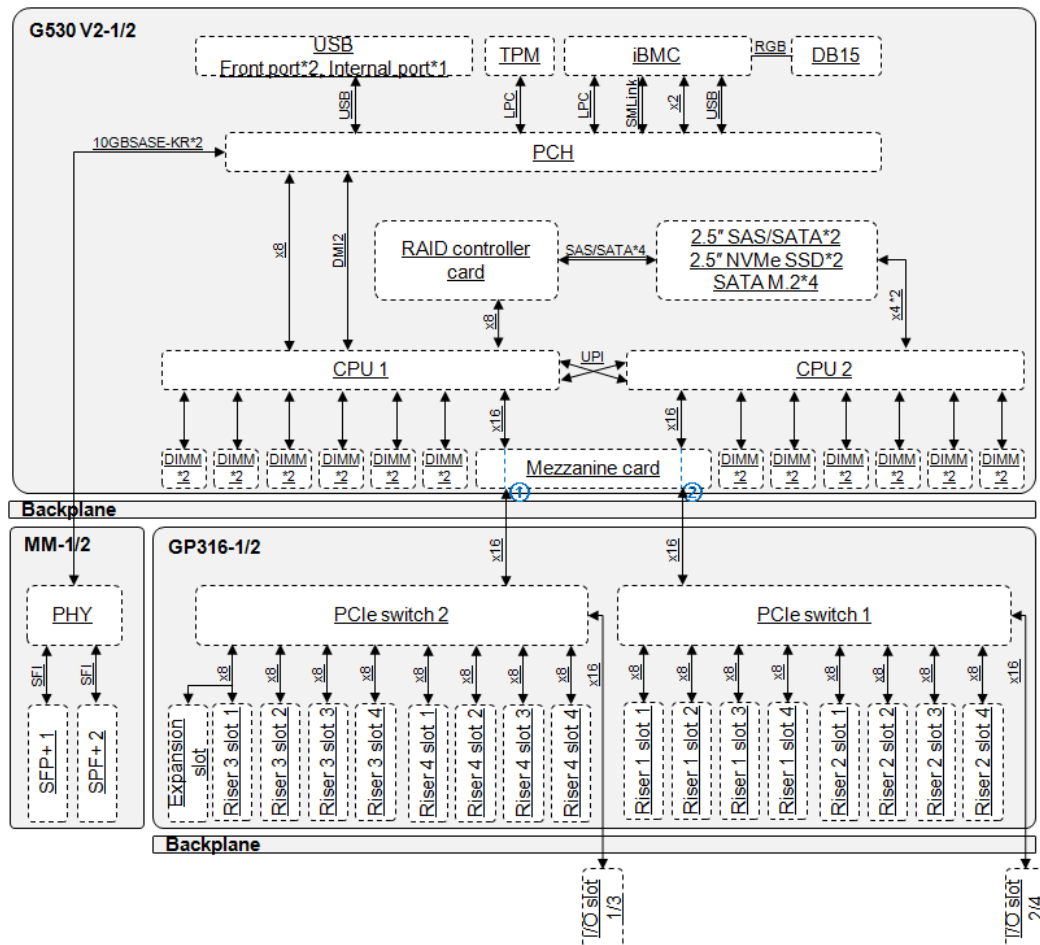 G530 V2-1/2
USB
Front port*2, Internal port*1
TPM
iBMC
RGB
DB15
USB
LPC
LPC
SMLink
x2
USB
10GBSASE-KR*2
PCH
x8
DMI2
RAID controller
card
SAS/SATA*4
2.5" SAS/SATA*2
2.5" NVMe SSD*2
SATA M.2*4
x8
x4 *2
CPU 1
UPI
CPU 2
x16
x16
DIMM
*2
DIMM
*2
DIMM
*2
DIMM
*2
DIMM
*2
DIMM
*2
Mezzanine card
DIMM
*2
DIMM
*2
DIMM
*2
DIMM
*2
DIMM
*2
DIMM
*2
①
②
Backplane
MM-1/2
GP316-1/2
x16
x16
PHY
PCIe switch 2
PCIe switch 1
SFI
SFI
x8
x8
x8
x8
x8
x8
x8
x8
x16
x8
x8
x8
x8
x8
x8
x8
x8
x16
SFP+ 1
SPF+ 2
Expansion
slot
Riser 3 slot 1
Riser 3 slot 2
Riser 3 slot 3
Riser 3 slot 4
Riser 4 slot 1
Riser 4 slot 2
Riser 4 slot 3
Riser 4 slot 4
Riser 1 slot 1
Riser 1 slot 2
Riser 1 slot 3
Riser 1 slot 4
Riser 2 slot 1
Riser 2 slot 2
Riser 2 slot 3
Riser 2 slot 4
Backplane
I/O slot
1/3
I/O slot
2/4